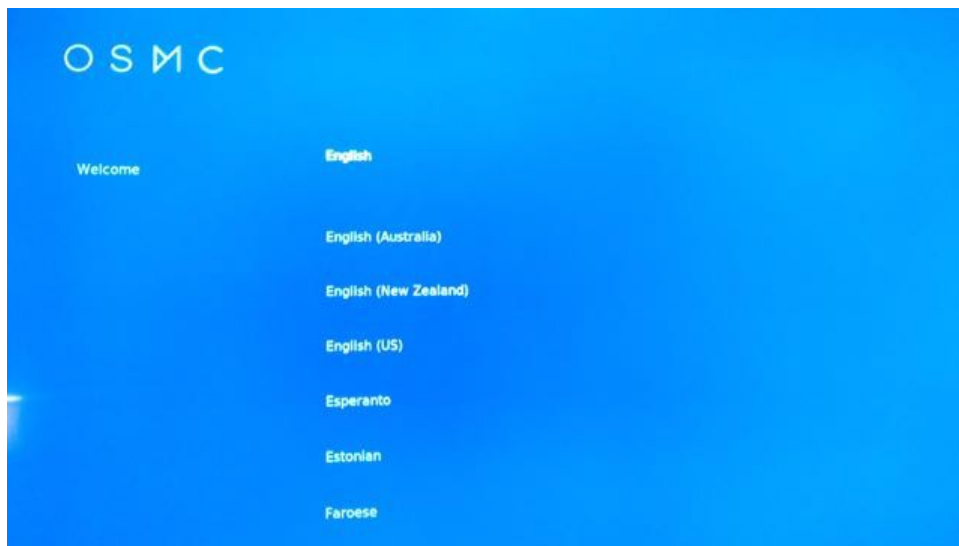 OSMC
Welcome
English
English (Australia)
English (New Zealand)
English (US)
Esperanto
Estonian
Faroese